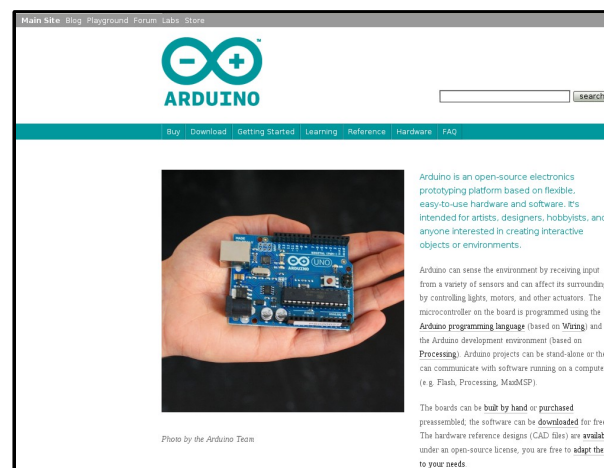 Main Site Blog Playground Forum Labs Store
ARDUINO
search
Buy Download Getting Started Learning Reference Hardware FAQ
UNO
Arduino is an open-source electronics
prototyping platform based on flexible,
easy-to-use hardware and software. It's
intended for artists, designers, hobbyists, and
anyone interested in creating interactive
objects or environments.
Arduino can sense the environment by receiving input
from a variety of sensors and can affect its surrounding
by controlling lights, motors, and other actuators. The
microcontroller on the board is programmed using the
Arduino programming language (based on Wiring) and
the Arduino development environment (based on
Processing). Arduino projects can be stand-alone or the
can communicate with software running on a compute
(e.g. Flash, Processing, MaxMSP).
The boards can be built by hand or purchased
preassembled; the software can be downloaded for free
The hardware reference designs (CAD files) are availab
under an open-source license, you are free to adapt the
to your needs
Photo by the Arduino Team